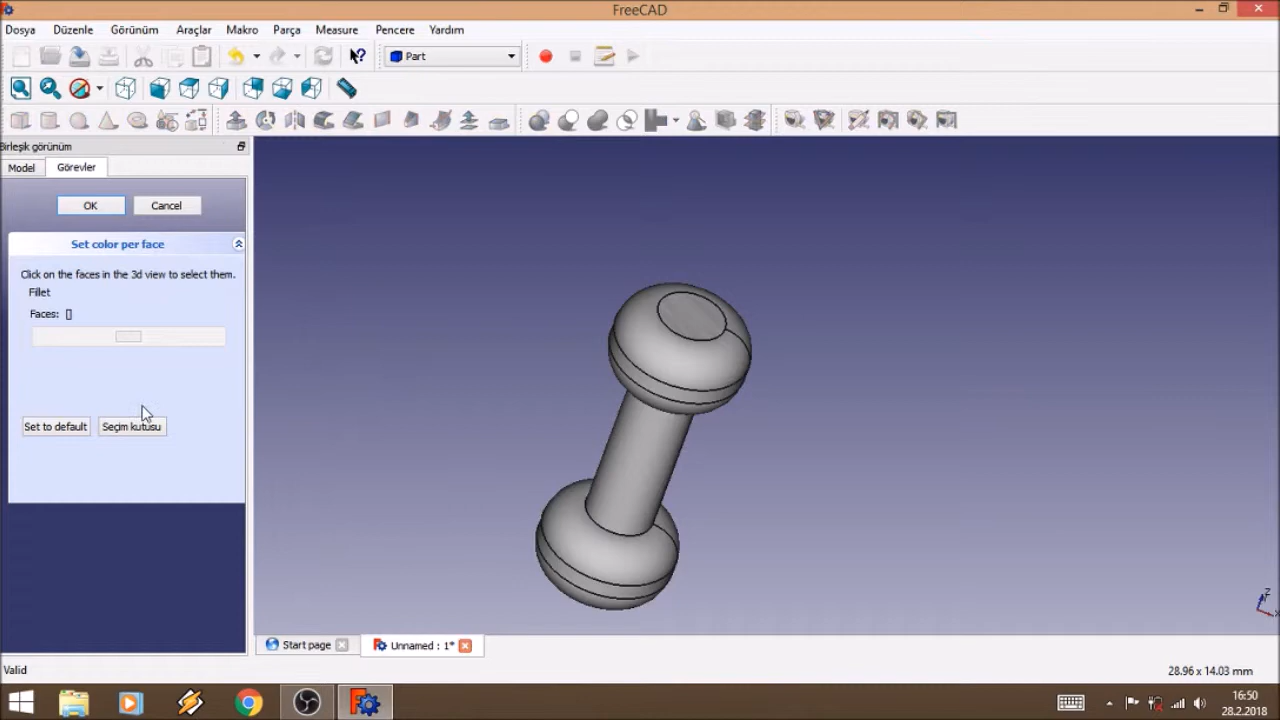 FreeCAD
Dosya Düzenle Görünüm Araçlar Makro Parça Measure Pencere Yardım
Part
Birleşik görünüm
Model Görevler
OK Cancel
Set color per face
Click on the faces in the 3d view to select them.
Fillet
Faces: []
Set to default Seçim kutusu
Start page Unnamed : 1*
Valid 28.96 x 14.03 mm
16:50
28.2.2018